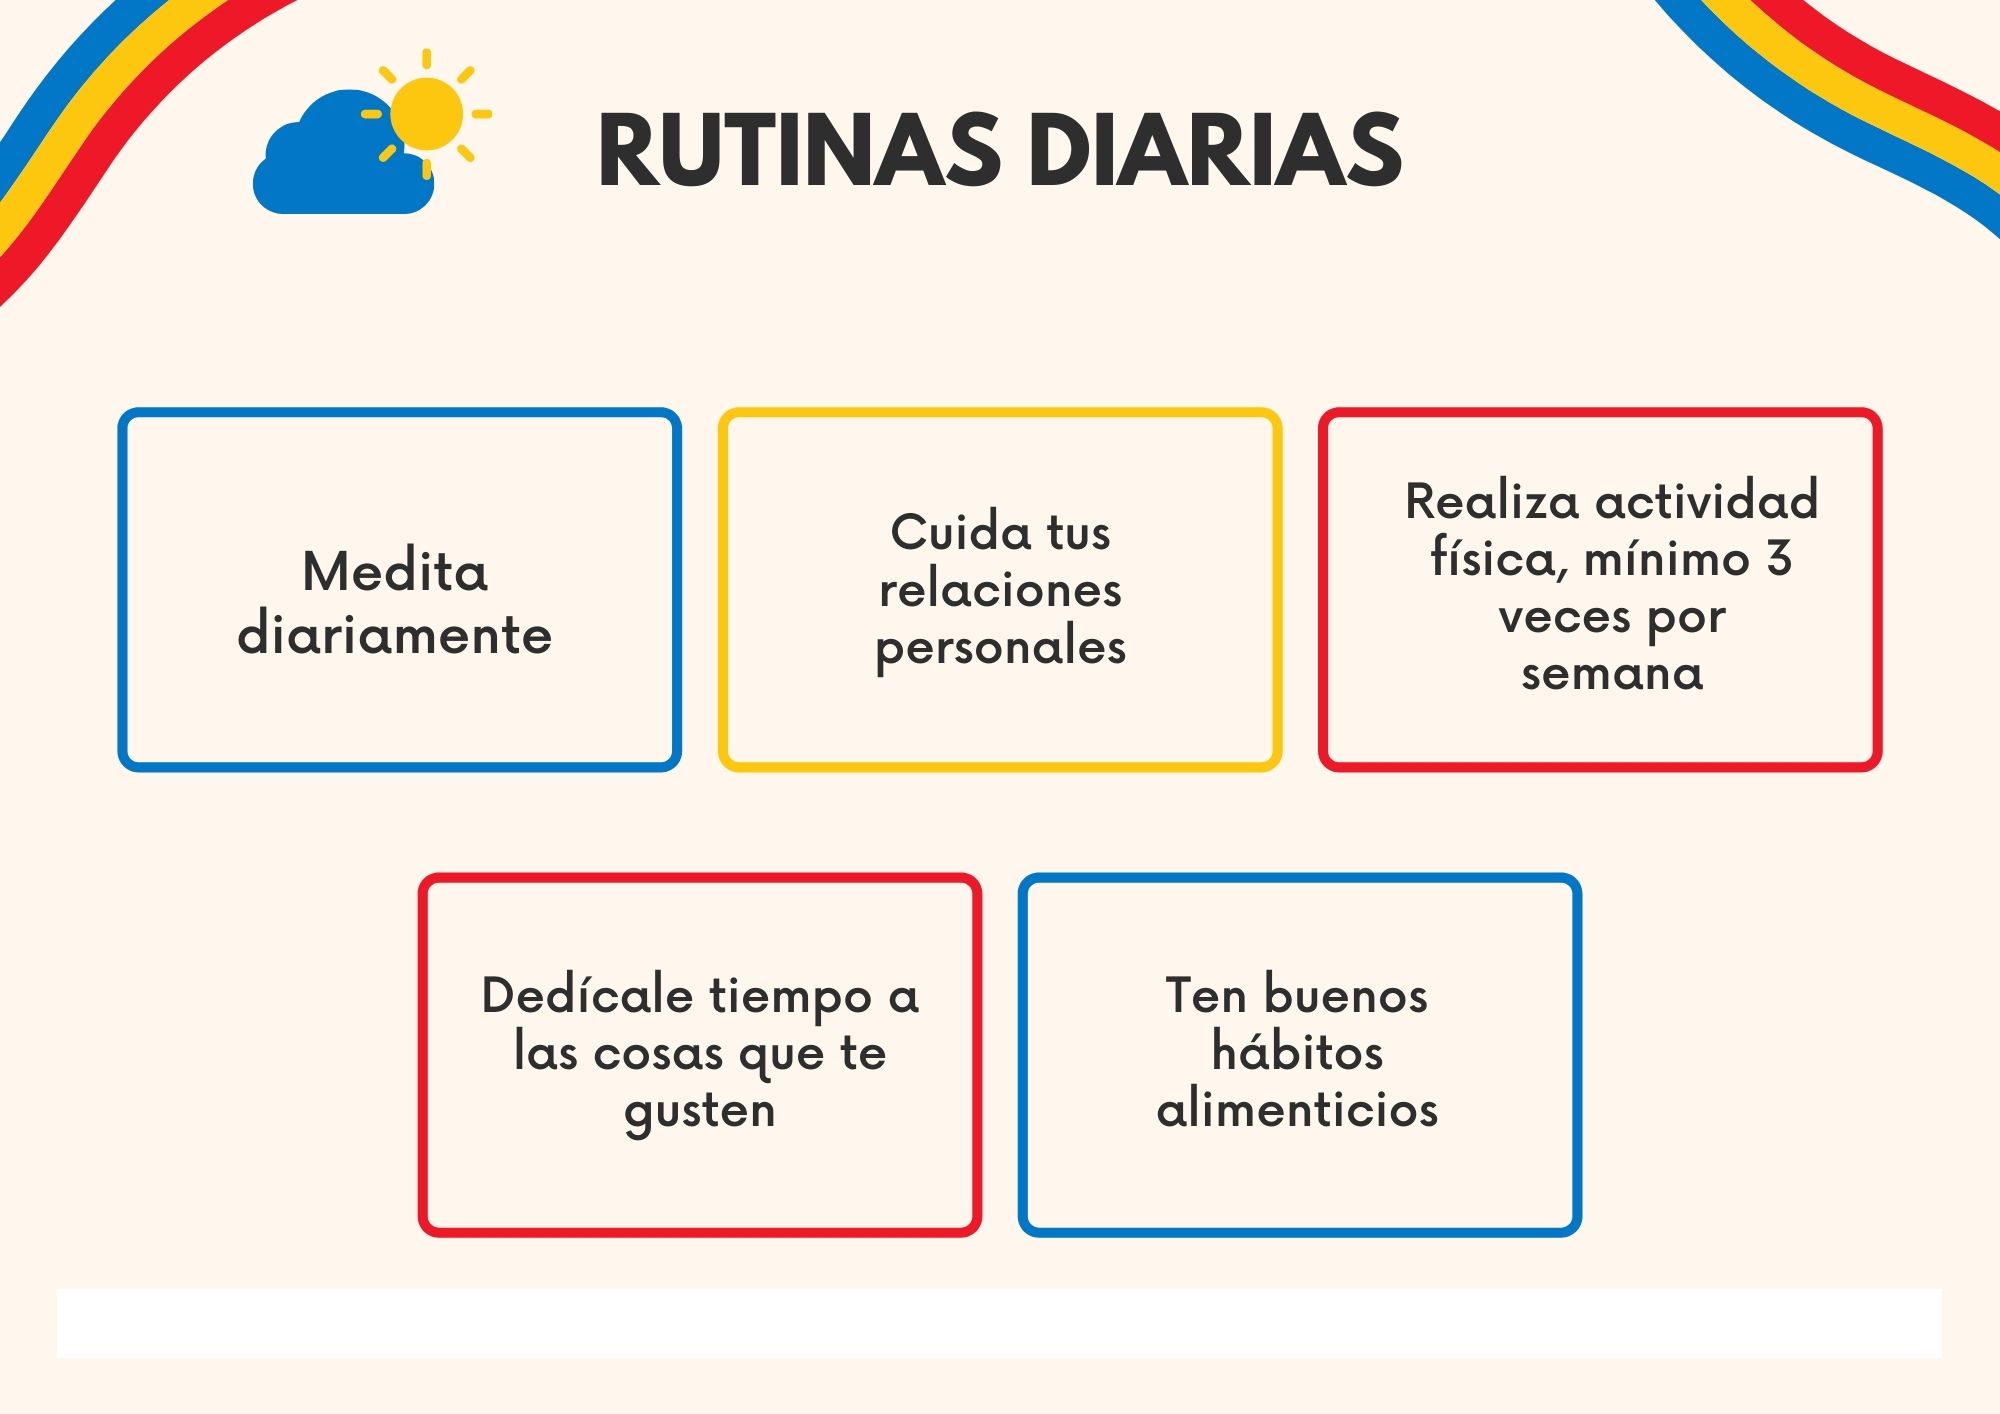 RUTINAS DIARIAS
Medita
diariamente
Cuida tus
relaciones
personales
Realiza actividad
física, mínimo 3
veces por
semana
Dedícale tiempo a
las cosas que te
gusten
Ten buenos
hábitos
alimenticios